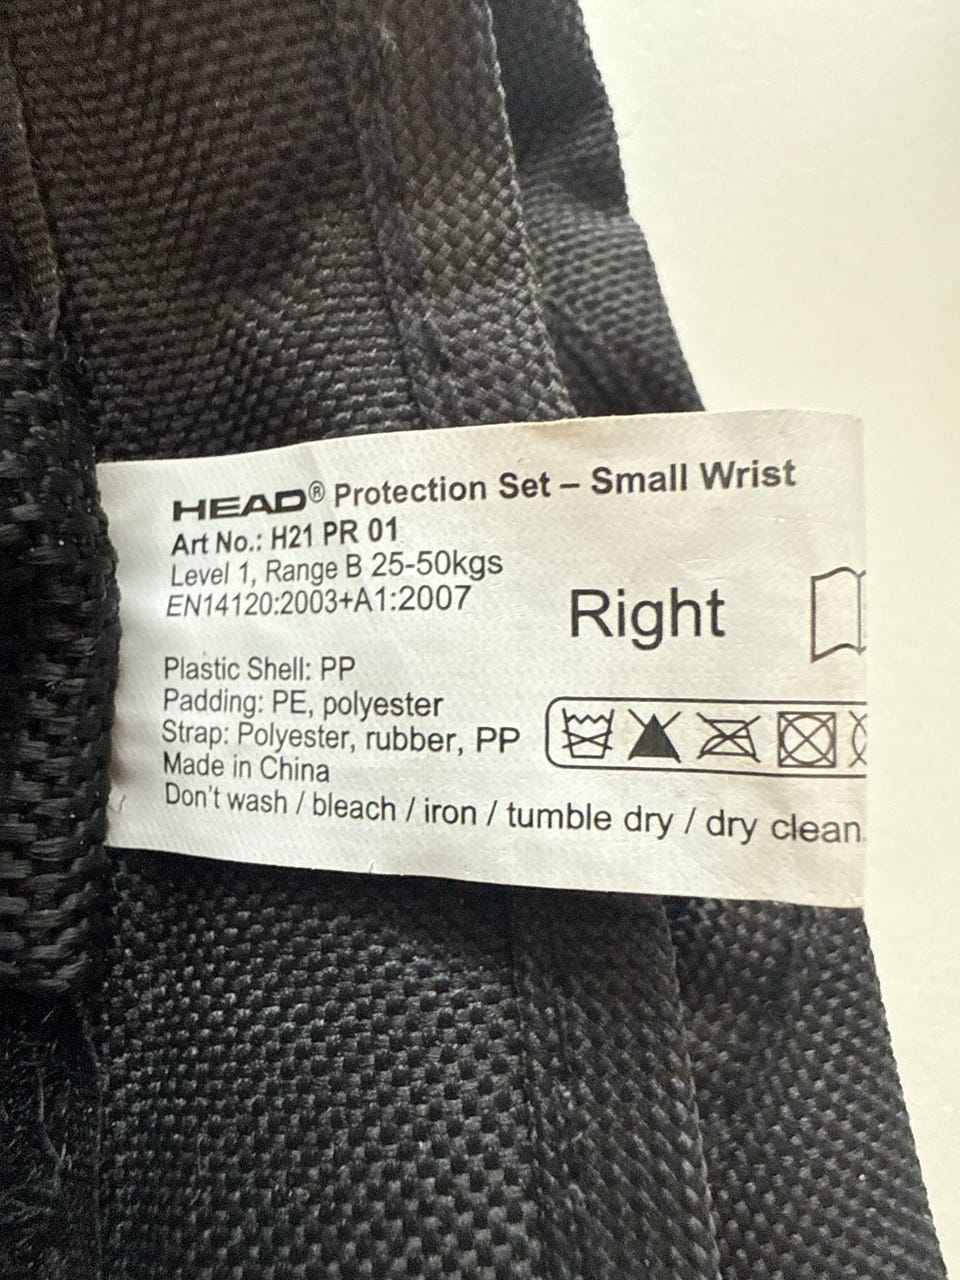 HEAD® Protection Set – Small Wrist
Art No.: H21 PR 01
Level 1, Range B 25-50kgs
EN14120:2003+A1:2007
Right
Plastic Shell: PP
Padding: PE, polyester
Strap: Polyester, rubber, PP
Made in China
Don't wash / bleach / iron / tumble dry / dry clean.